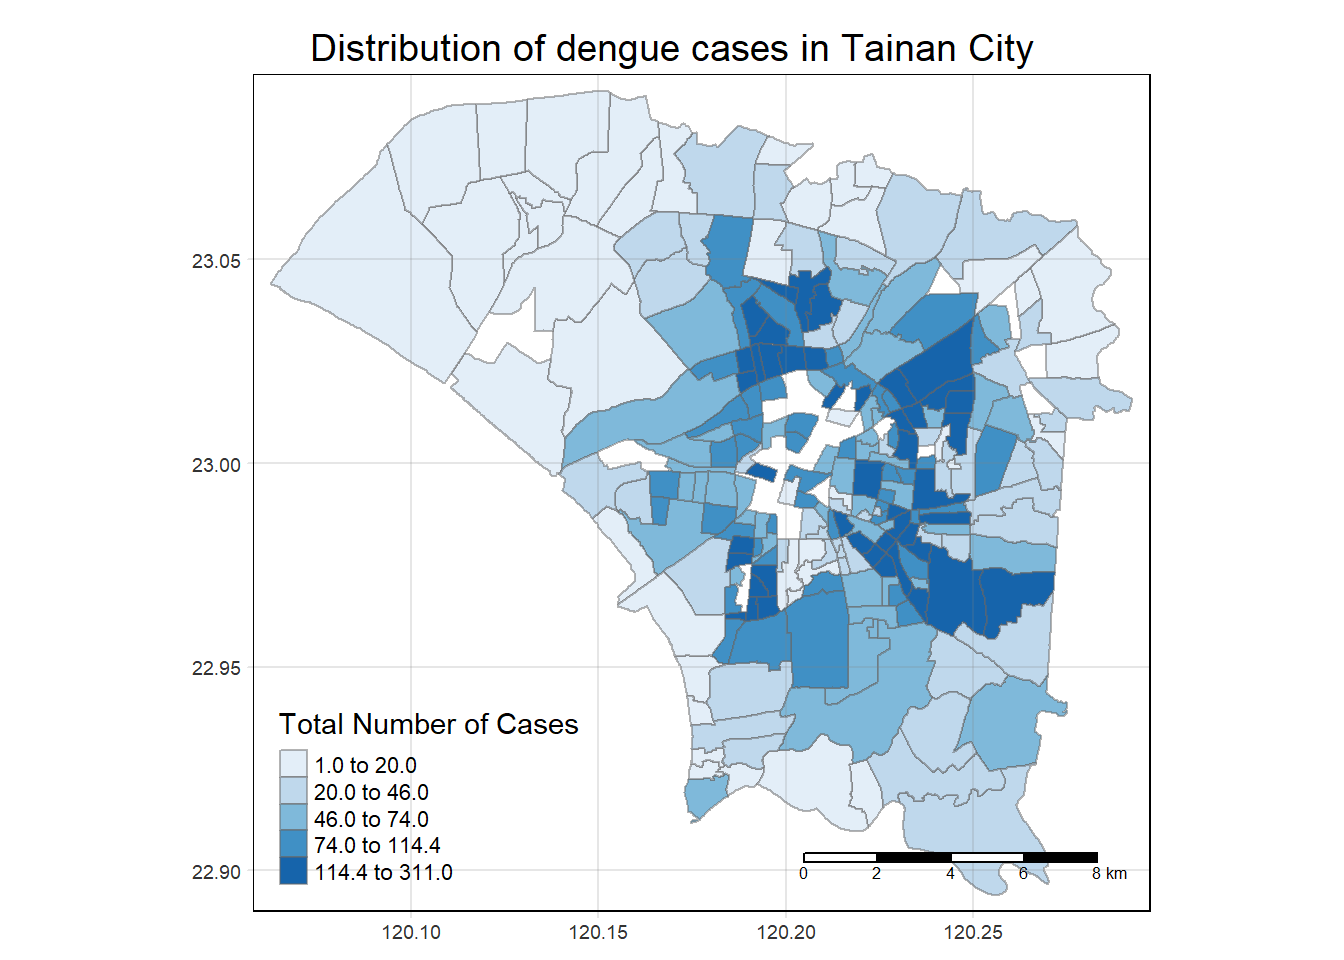 Distribution of dengue cases in Tainan City
23.05
23.00
22.95
22.90
Total Number of Cases
1.0 to 20.0
20.0 to 46.0
46.0 to 74.0
74.0 to 114.4
114.4 to 311.0
0 2 4 6 8 km
120.10 120.15 120.20 120.25